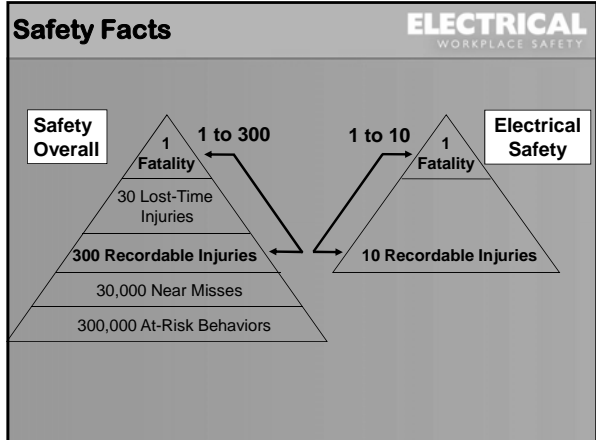 Safety Facts
ELECTRICAL
WORKPLACE SAFETY
Safety
Overall
1
Fatality
1 to 300
30 Lost-Time
Injuries
300 Recordable Injuries
30,000 Near Misses
300,000 At-Risk Behaviors
1 to 10
1
Fatality
Electrical
Safety
10 Recordable Injuries